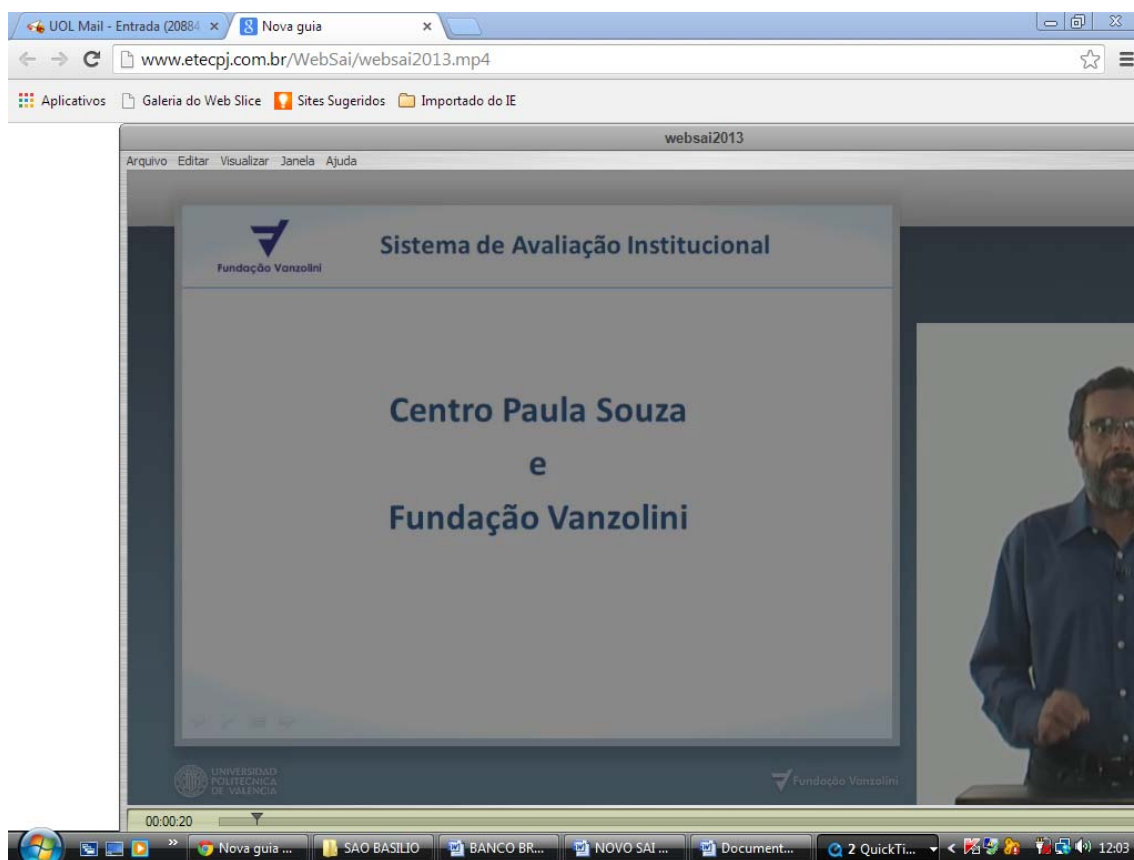 UOL Mail - Entrada (20884
Nova guia
www.etecpj.com.br/WebSai/websai2013.mp4
Aplicativos Galeria do Web Slice Sites Sugeridos Importado do IE
websai2013
Arquivo Editar Visualizar Janela Ajuda
Fundação Vanzolini
Sistema de Avaliação Institucional
Centro Paula Souza
e
Fundação Vanzolini
UNIVERSIDAD
POLITECNICA
DE VALENCIA
Fundação Vanzolini
00:00:20
Nova guia ... SAO BASILIO BANCO BR... NOVO SAI ... Document... 2 QuickTi... 12:03